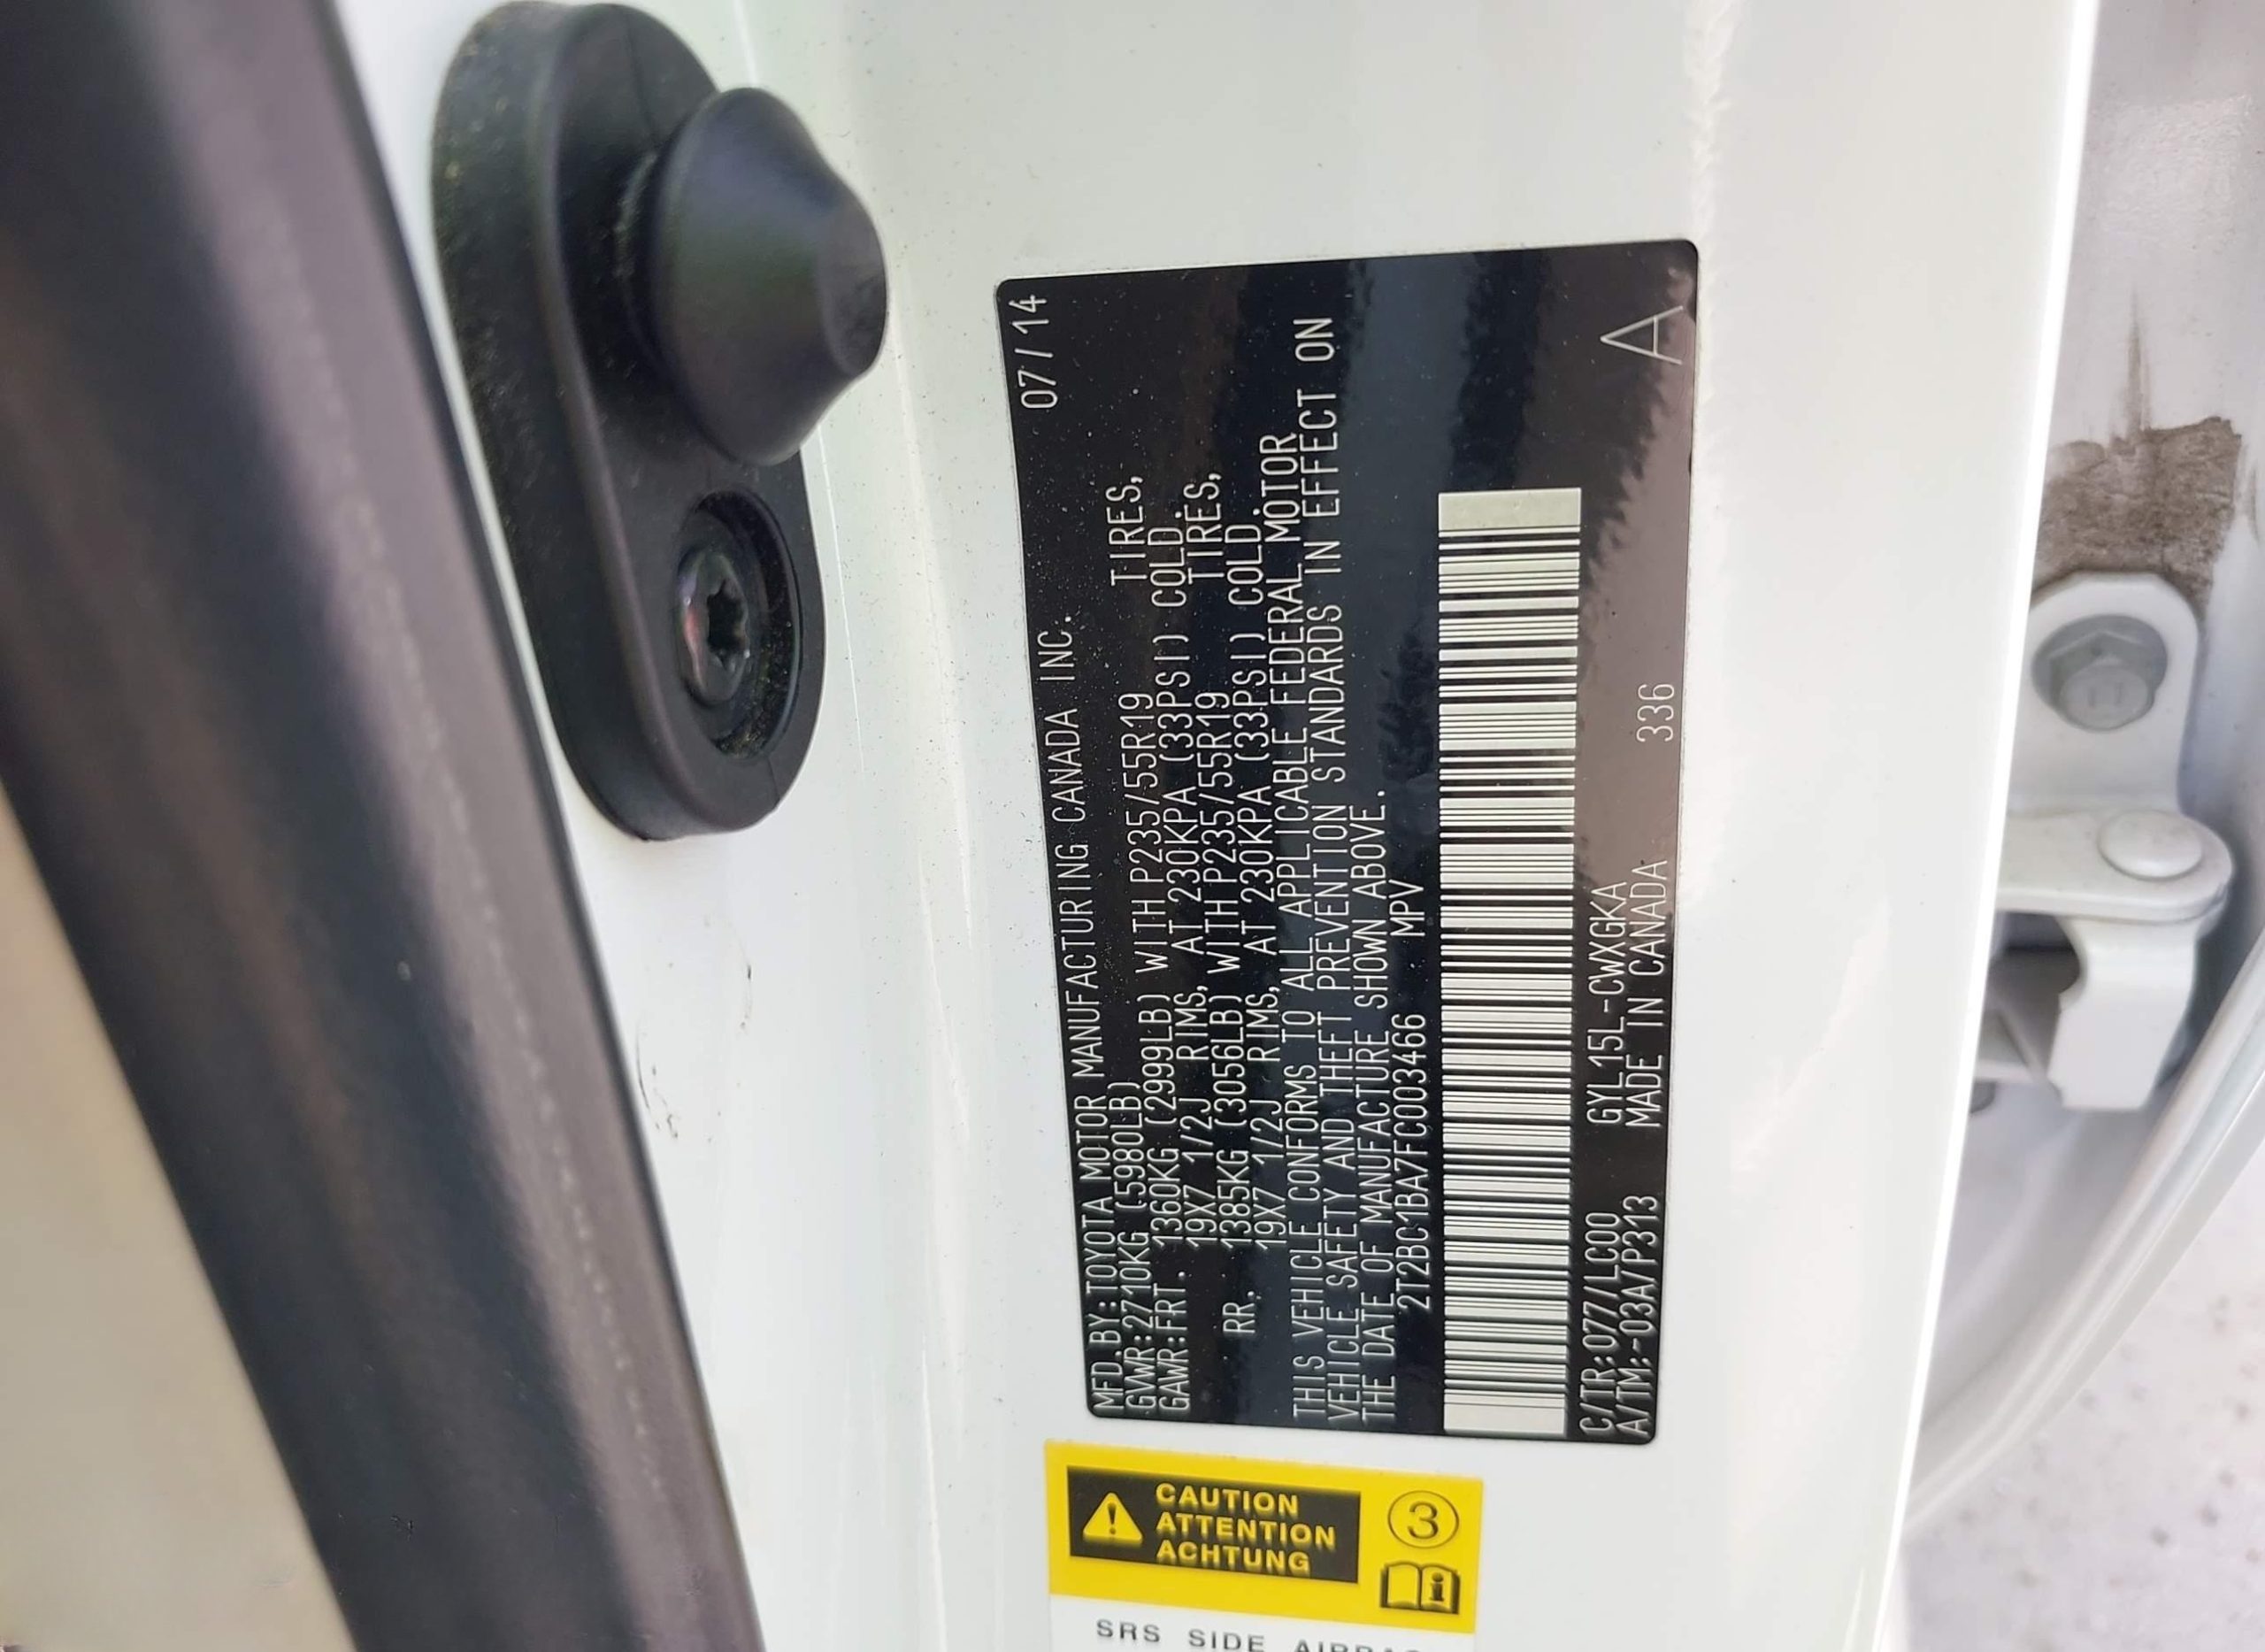 MFD.BY:TOYOTA MOTOR MANUFACTURING CANADA INC. 07/14
GVWR:2710KG (5980LB)
GAWR:FRT. 1360KG (2999LB) WITH P235/55R19 TIRES,
19X7 1/2J RIMS, AT 230KPA (33PSI) COLD.
RR. 1385KG (3056LB) WITH P235/55R19 TIRES,
19X7 1/2J RIMS, AT 230KPA (33PSI) COLD.
THIS VEHICLE CONFORMS TO ALL APPLICABLE FEDERAL MOTOR
VEHICLE SAFETY AND THEFT PREVENTION STANDARDS IN EFFECT ON
THE DATE OF MANUFACTURE SHOWN ABOVE.
2T2BC1BA7FC003466 MPV
C/TR:077/LC00 GYL15L-CWXGKA A
A/TM:-03A/P313 MADE IN CANADA 336
CAUTION
ATTENTION
ACHTUNG
3
SRS SIDE